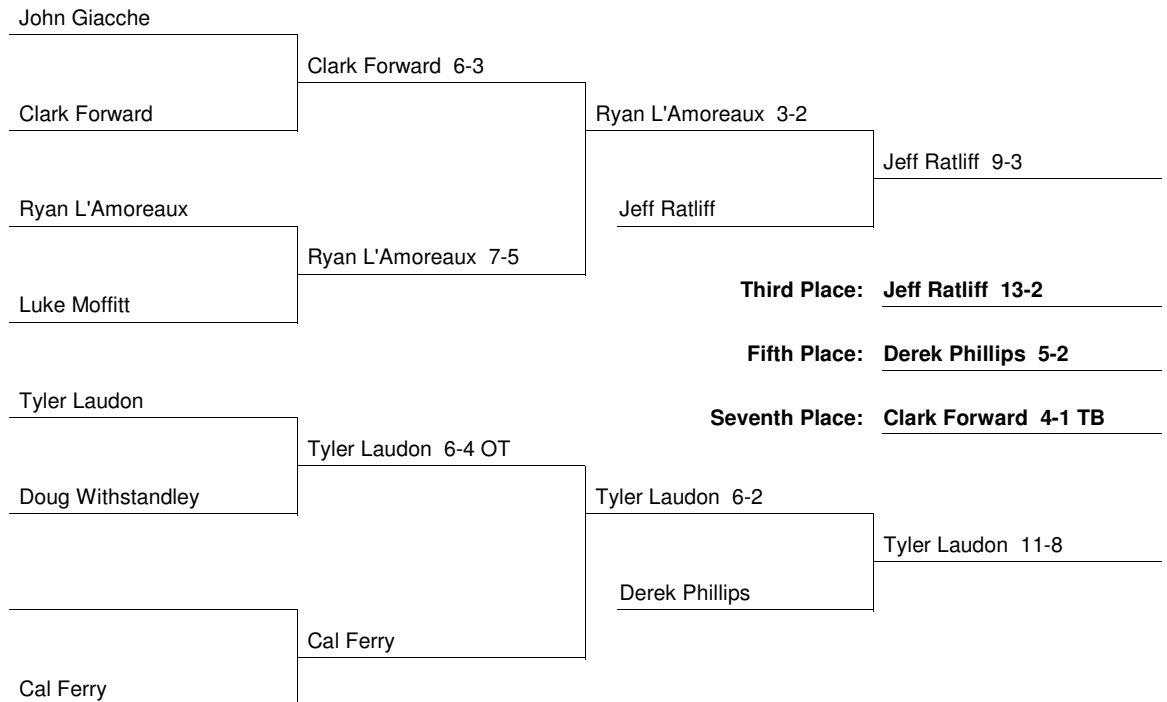 John Giacche
Clark Forward 6-3
Clark Forward
Ryan L'Amoreaux 3-2
Jeff Ratliff 9-3
Ryan L'Amoreaux
Jeff Ratliff
Ryan L'Amoreaux 7-5
Third Place: Jeff Ratliff 13-2
Luke Moffitt
Fifth Place: Derek Phillips 5-2
Tyler Laudon
Seventh Place: Clark Forward 4-1 TB
Tyler Laudon 6-4 OT
Doug Withstandley
Tyler Laudon 6-2
Tyler Laudon 11-8
Derek Phillips
Cal Ferry
Cal Ferry